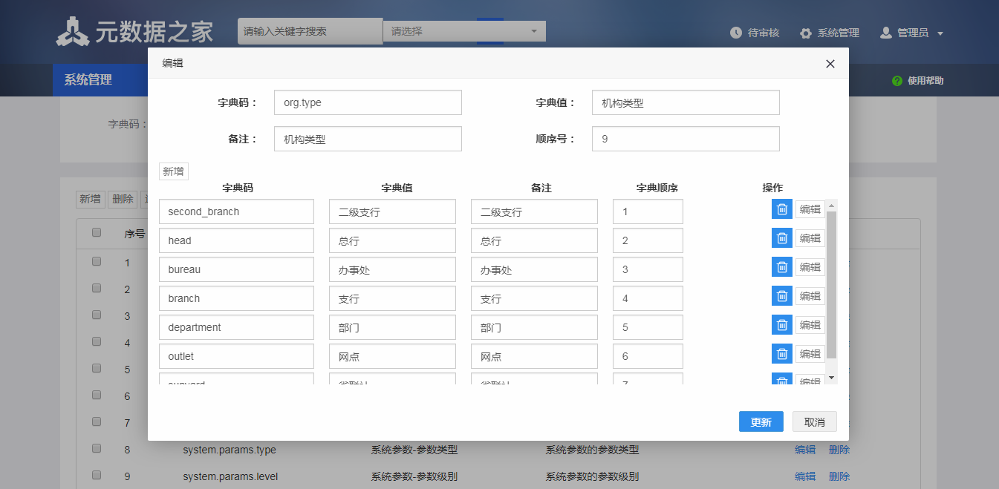 元数据之家
请输入关键字搜索 请选择
待审核 系统管理 管理员
系统管理 使用帮助
编辑
字典码： org.type 字典值： 机构类型
备注： 机构类型 顺序号： 9
字典码：
新增
字典码 字典值 备注 字典顺序 操作
second_branch 二级支行 二级支行 1 编辑
head 总行 总行 2 编辑
bureau 办事处 办事处 3 编辑
branch 支行 支行 4 编辑
department 部门 部门 5 编辑
outlet 网点 网点 6 编辑
7 编辑
更新 取消
新增 删除
序号
1
2
3
4
5
6
7
8 system.params.type 系统参数-参数类型 系统参数的参数类型 编辑 删除
9 system.params.level 系统参数-参数级别 系统参数的参数级别 编辑 删除